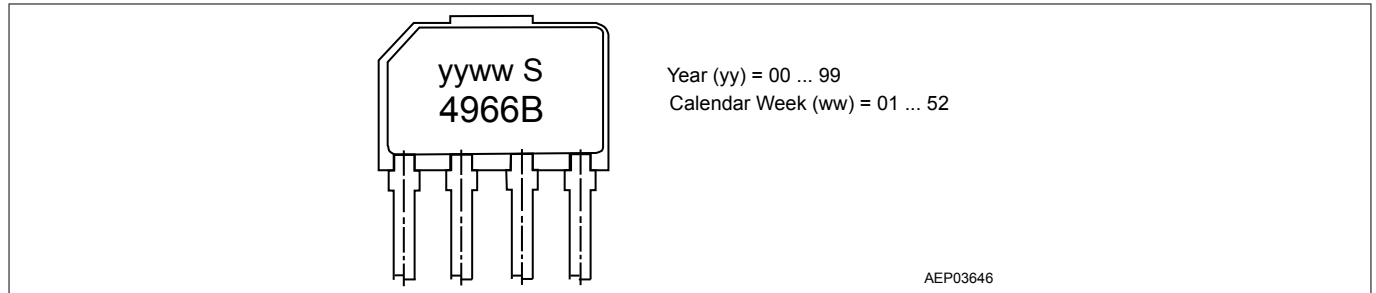 yyww S
4966B
Year (yy) = 00 ... 99
Calendar Week (ww) = 01 ... 52
AEP03646